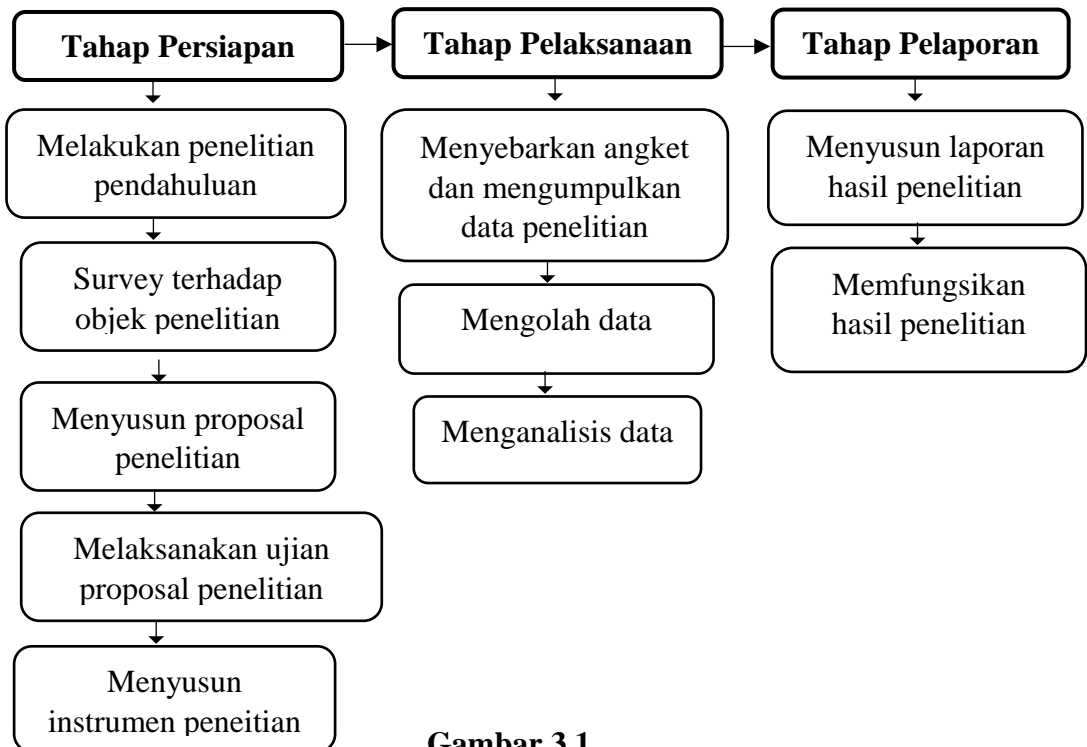 Tahap Persiapan
Melakukan penelitian
pendahuluan
Survey terhadap
objek penelitian
Menyusun proposal
penelitian
Melaksanakan ujian
proposal penelitian
Menyusun
instrumen peneitian
Tahap Pelaksanaan
Menyebarkan angket
dan mengumpulkan
data penelitian
Mengolah data
Menganalisis data
Tahap Pelaporan
Menyusun laporan
hasil penelitian
Memfungsikan
hasil penelitian
Gambar 3.1